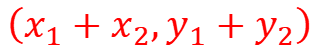 (x₁ + x₂, y₁ + y₂)